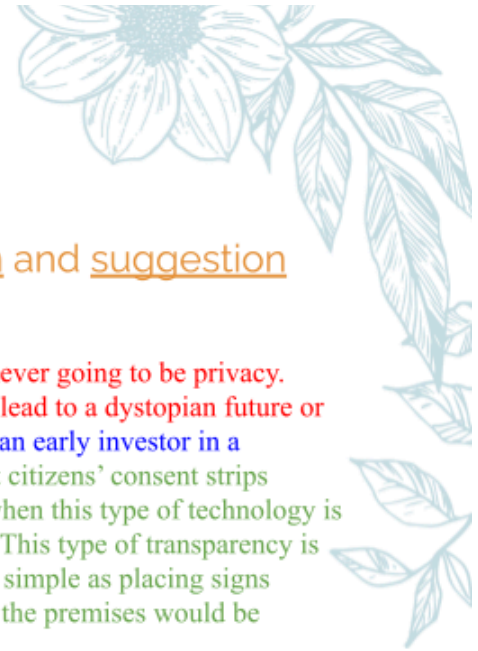 and suggestion
ever going to be privacy.
lead to a dystopian future or
an early investor in a
citizens’ consent strips
when this type of technology is
This type of transparency is
simple as placing signs
the premises would be